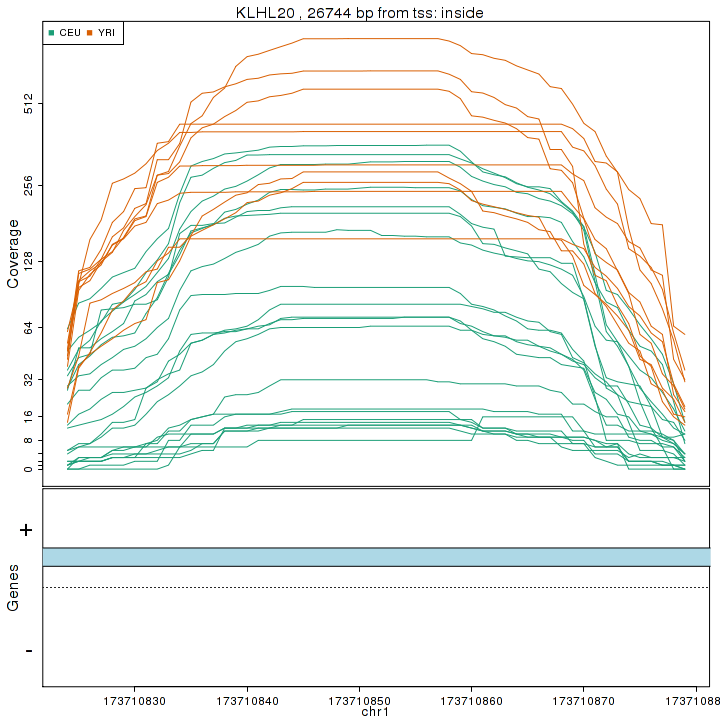 KLHL20 , 26744 bp from tss: inside
CEU YRI
512
256
128
64
32
16
8
0
Coverage
+
Genes
-
173710830 173710840 173710850 173710860 173710870 17371088
chr1